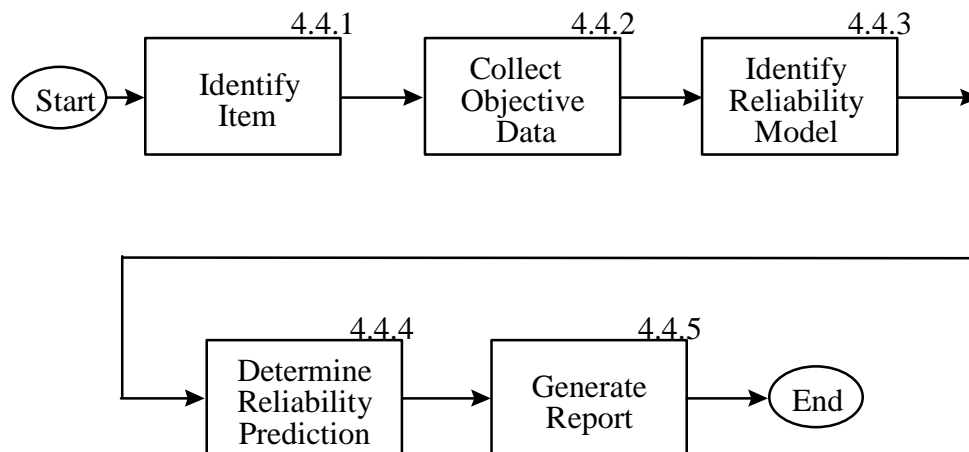 4.4.1
4.4.2
4.4.3
Start
Identify
Item
Collect
Objective
Data
Identify
Reliability
Model
4.4.4
4.4.5
Determine
Reliability
Prediction
Generate
Report
End